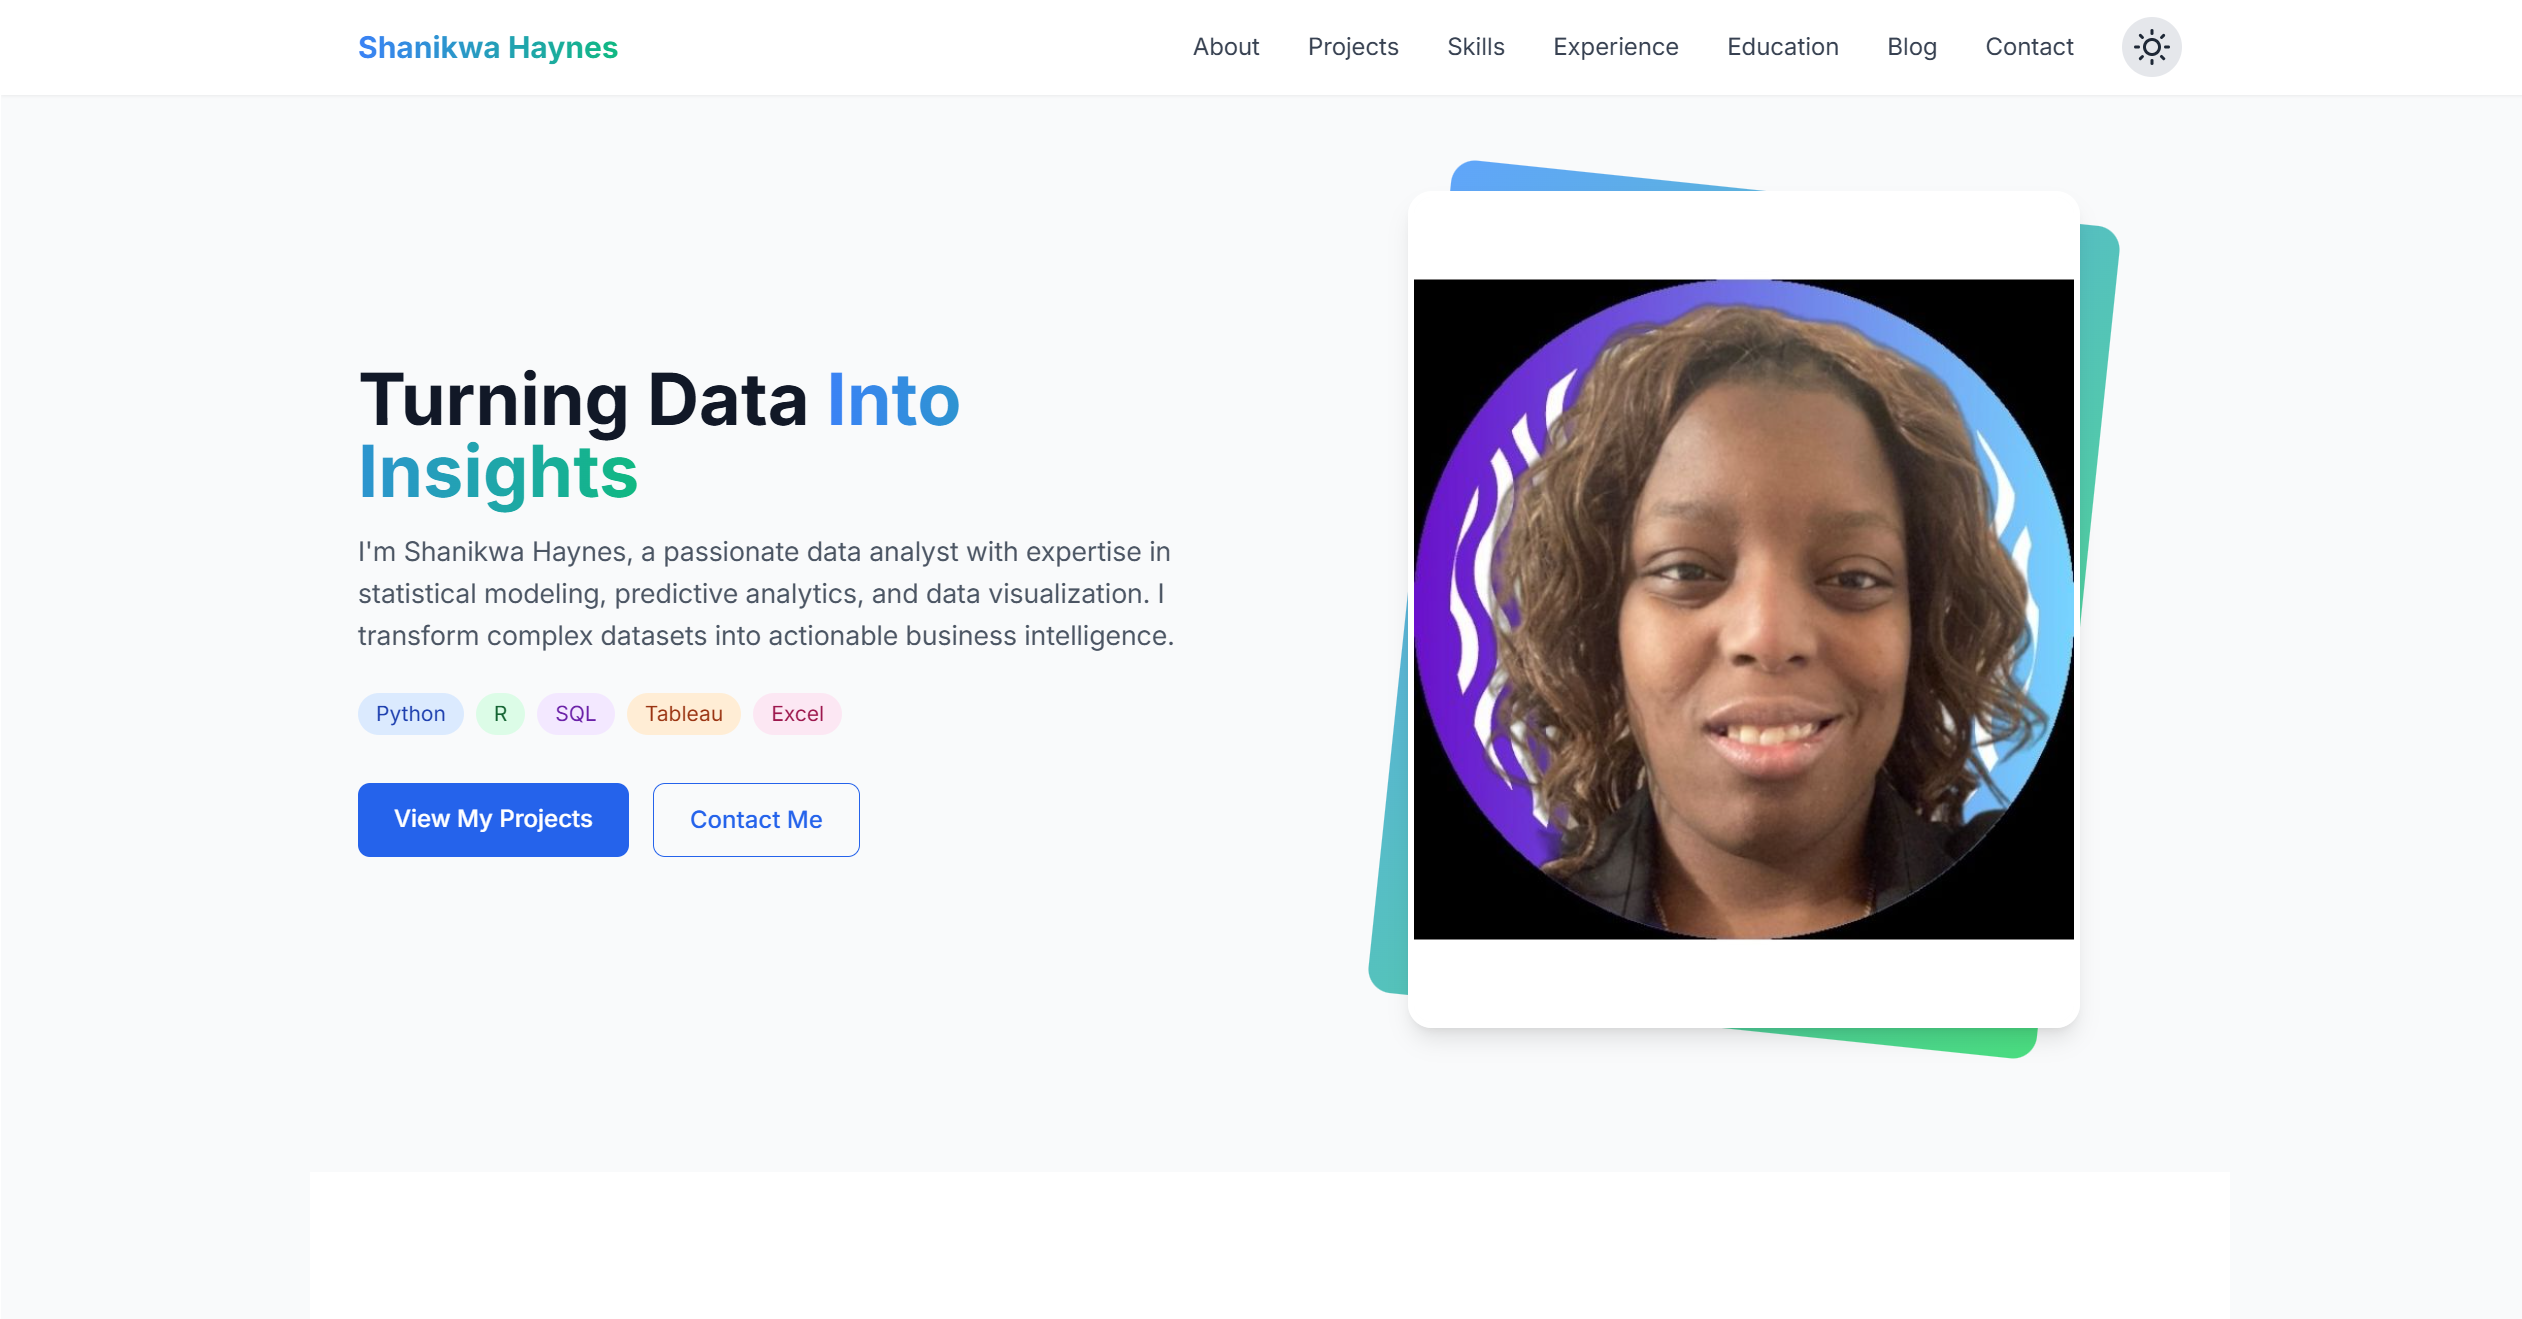 Shanikwa Haynes
About Projects Skills Experience Education Blog Contact
Turning Data Into
Insights
I'm Shanikwa Haynes, a passionate data analyst with expertise in
statistical modeling, predictive analytics, and data visualization. I
transform complex datasets into actionable business intelligence.
Python R SQL Tableau Excel
View My Projects Contact Me